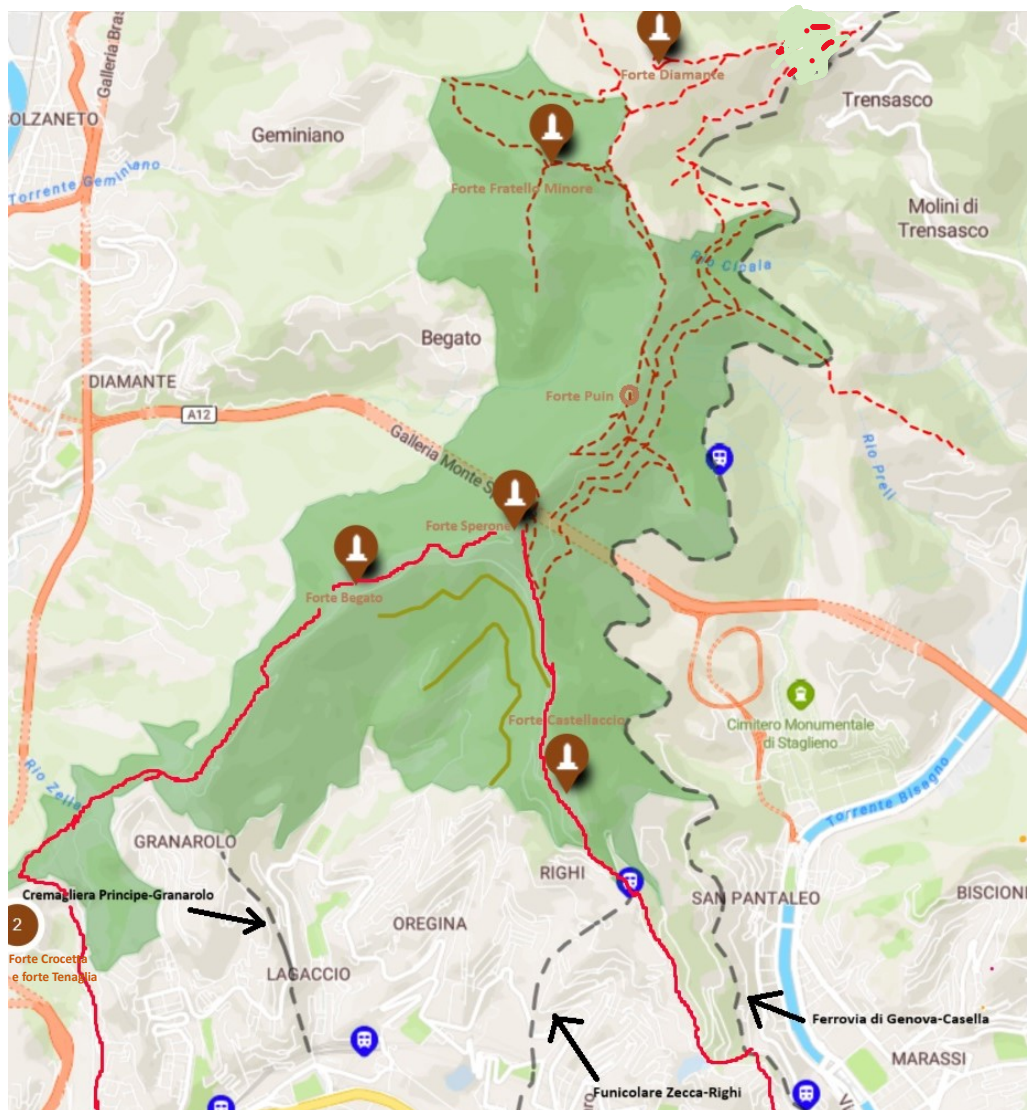 Galleria Bras
Forte Diamante
Trensasco
BOLZANETO
Geminiano
Torrente Geminiano
Forte Fratello Minore
Molini di
Trensasco
Rio Cicaia
Begato
DIAMANTE
Forte Puin
A12
Galleria Monte S
Rio Preli
Forte Sperone
Forte Begato
Forte Castellaccio
Cimitero Monumentale
di Staglieno
Rio Zella
Torrente Bisagno
GRANAROLO
RIGHI
Cremagliera Principe-Granarolo
SAN PANTALEO
BISCIONI
2
OREGINA
Forte Crocetta
e forte Tenaglia
LAGACCIO
Ferrovia di Genova-Casella
MARASSI
Funicolare Zecca-Righi